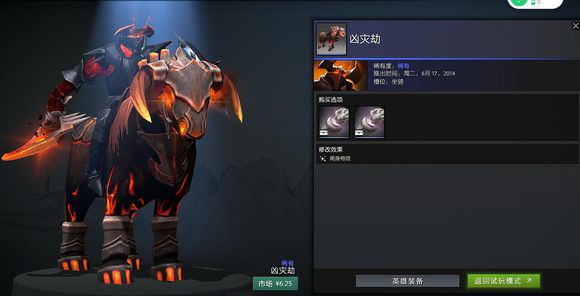 凶灾劫
稀有度：稀有
推出时间：周二，6月 17，2014
槽位：坐骑
购买选项
修改效果
周身特效
稀有
凶灾劫
市场 ¥6.25
英雄装备
返回试玩模式